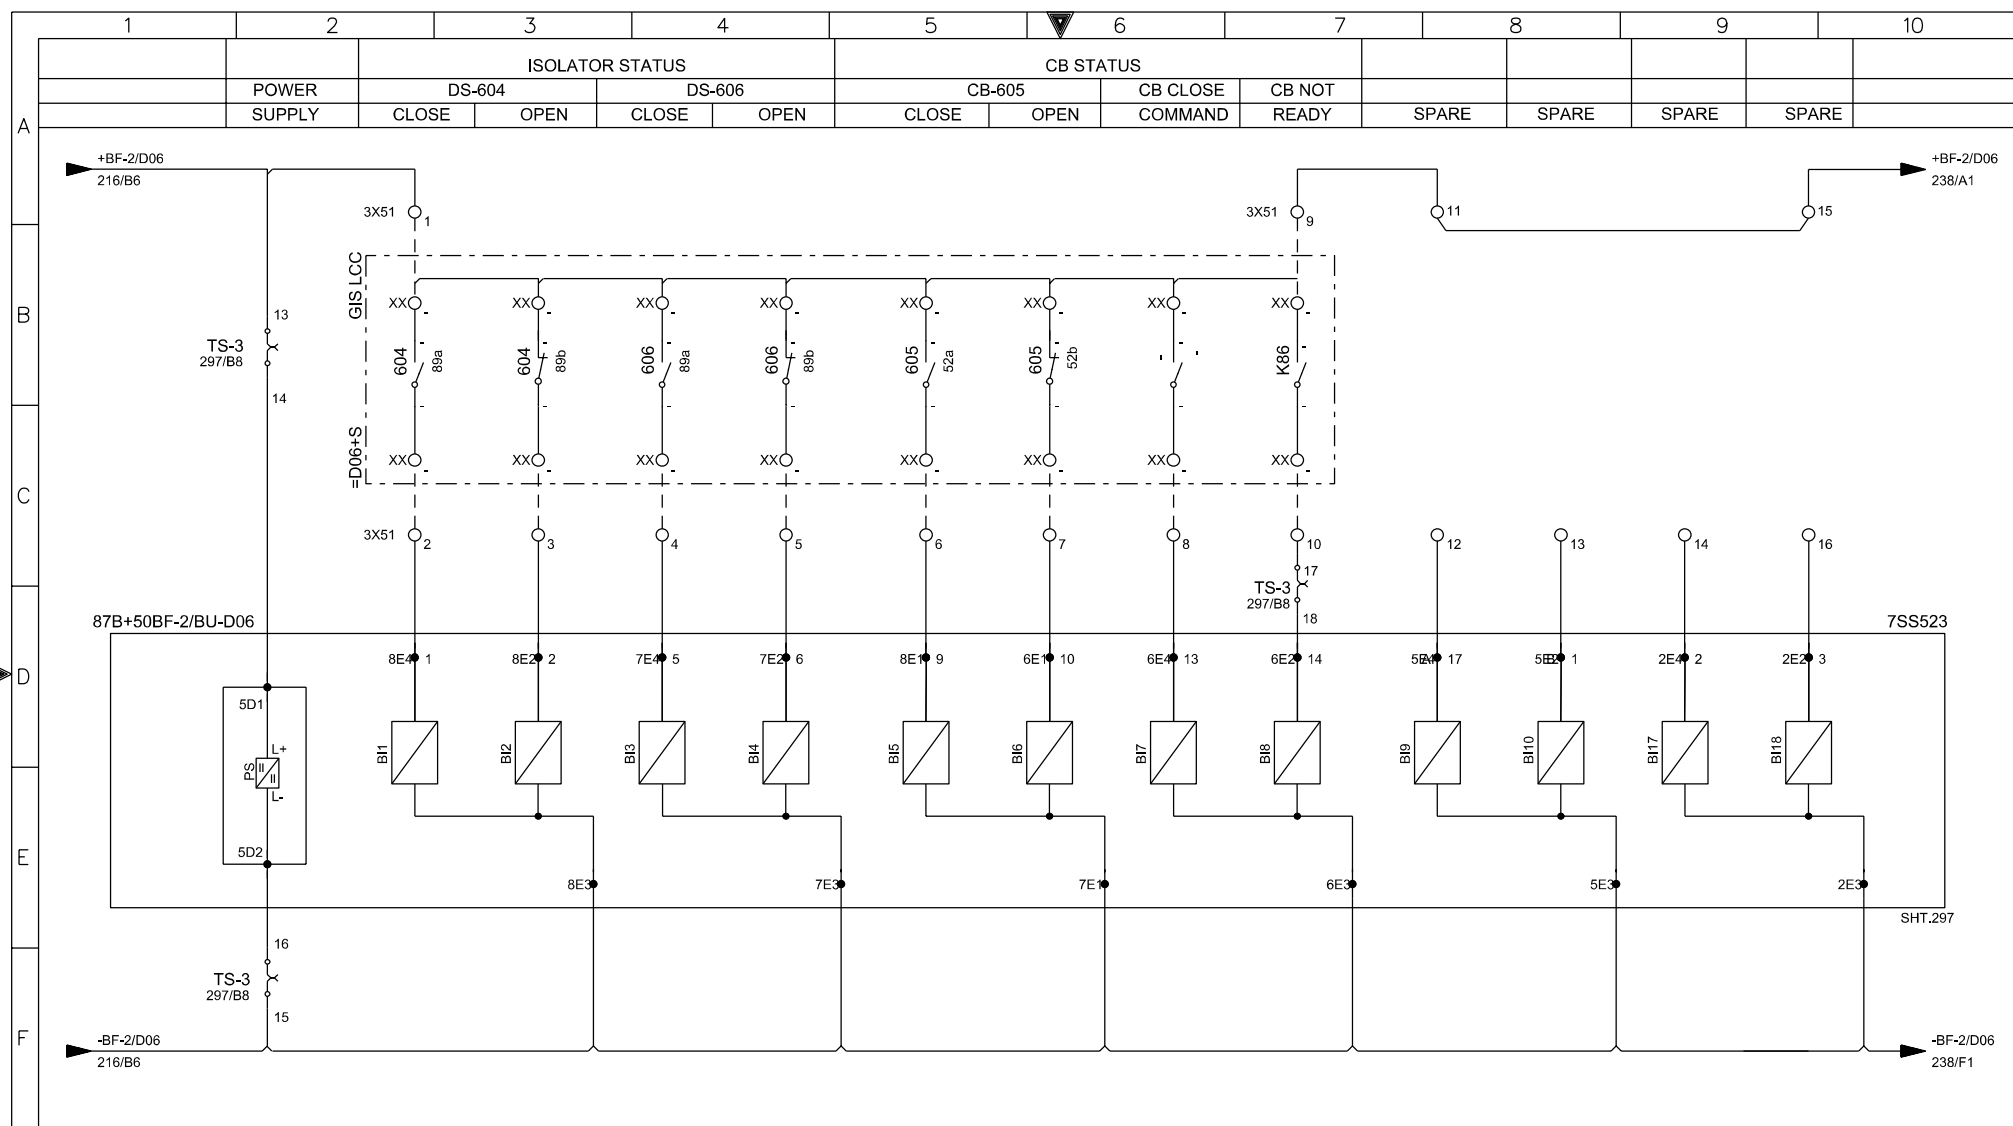 1 2 3 4 5 6 7 8 9 10
ISOLATOR STATUS CB STATUS
POWER DS-604 DS-606 CB-605 CB CLOSE CB NOT
SUPPLY CLOSE OPEN CLOSE OPEN CLOSE OPEN COMMAND READY SPARE SPARE SPARE SPARE
A
+BF-2/D06 +BF-2/D06
216/B6 238/A1
3X51 1 3X51 9 11 15
GIS LCC
B
XX XX XX XX XX XX XX XX
13
TS-3
297/B8
14
604 89a 604 89b 606 89a 606 89b 605 52a 605 52b K86
=D06+S
XX XX XX XX XX XX XX XX
C
3X51 2 3 4 5 6 7 8 10 12 13 14 16
17
TS-3
297/B8
18
87B+50BF-2/BU-D06 7SS523
D
8E4 1 8E2 2 7E4 5 7E2 6 8E1 9 6E1 10 6E4 13 6E2 14 17 1 2E4 2 2E2 3
5D1
BI1 BI2 BI3 BI4 BI5 BI6 BI7 BI8 BI9 BI10 BI17 BI18
L+
PS
L-
E
5D2
8E3 7E3 7E1 6E3 5E3 2E3
SHT.297
16
TS-3
297/B8
15
F
-BF-2/D06 -BF-2/D06
216/B6 238/F1